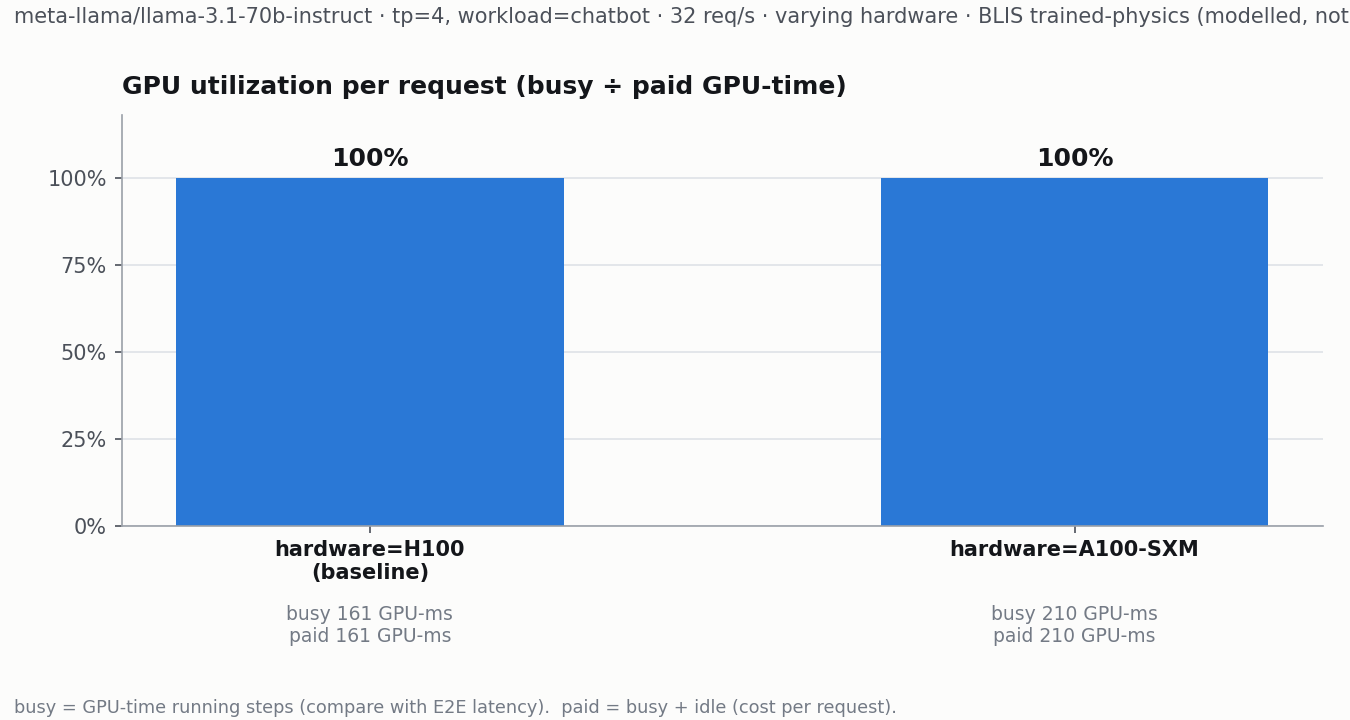 meta-llama/llama-3.1-70b-instruct · tp=4, workload=chatbot · 32 req/s · varying hardware · BLIS trained-physics (modelled, not
GPU utilization per request (busy ÷ paid GPU-time)
100%
100%
100%
75%
50%
25%
0%
hardware=H100
(baseline)
hardware=A100-SXM
busy 161 GPU-ms
paid 161 GPU-ms
busy 210 GPU-ms
paid 210 GPU-ms
busy = GPU-time running steps (compare with E2E latency).  paid = busy + idle (cost per request).